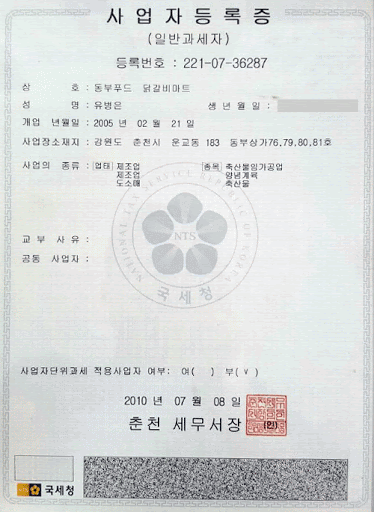 사업자등록증
(일반과세자)
등록번호 : 221-07-36287
상 호 : 동부푸드 닭갈비마트
성 명 : 유병은 생년월일 :
개업 년월일 : 2005 년 02 월 21 일
사업장소재지 : 강원도 춘천시 운교동 183 동부상가76.79.80,81호
사업의 종류 : 업태 제조업 종목 축산물임가공업
제조업 양념계육
도소매 축산물
NATIONAL TAX SERVICE REPUBLIC OF KOREA
NTS
국세청
교 부 사 유 :
공동 사업자 :
사업자단위과세 적용사업자 여부: 여( ) 부(∨)
2010 년 07 월 08 일
춘천 세무서장 (인)
국세청